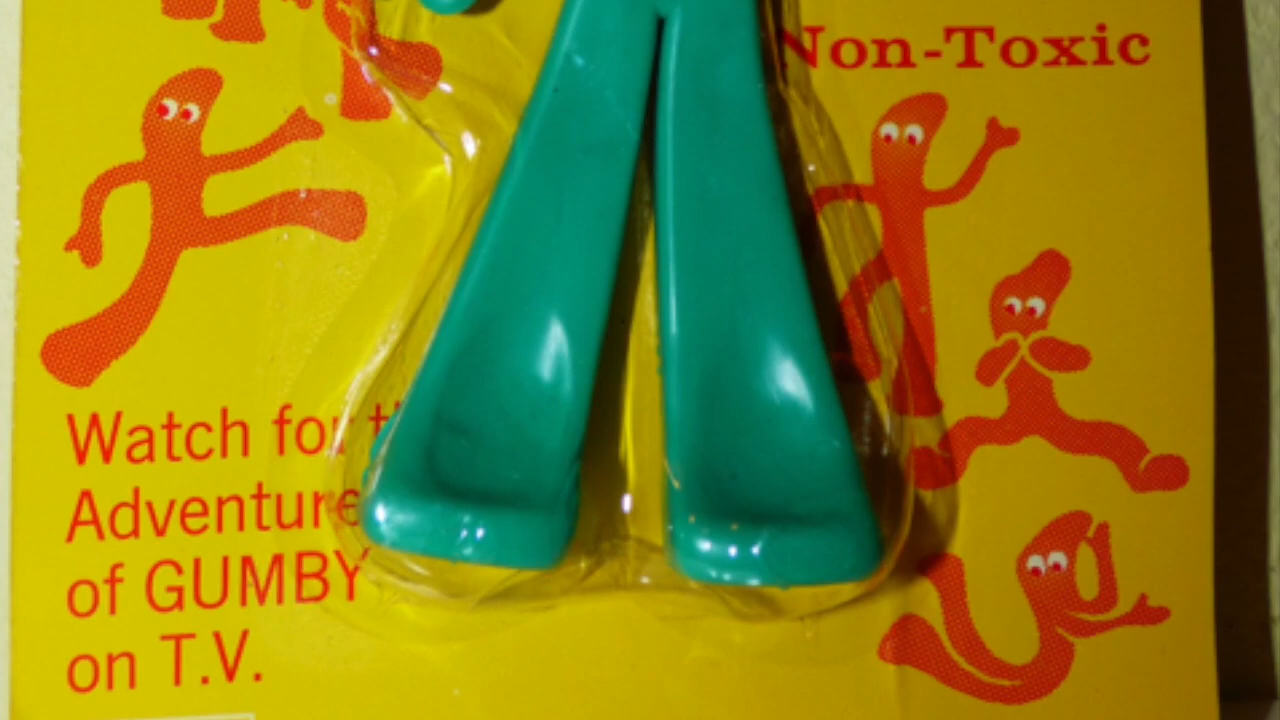 Non-Toxic
Watch for
Adventure
of GUMBY
on T.V.